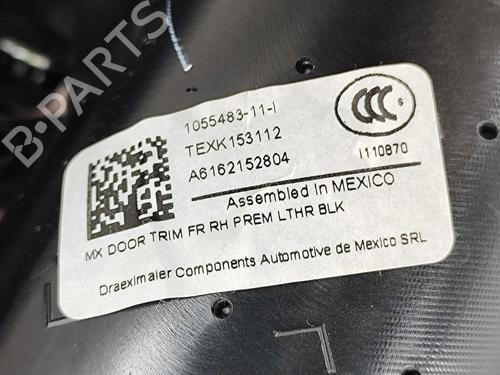 B-PARTS
1055483-11-I
TEXK153112
A6162152804
CCC
I110870
Assembled in MEXICO
MX DOOR TRIM FR RH PREM LTHR BLK
Draexlmaier Components Automotive de Mexico SRL